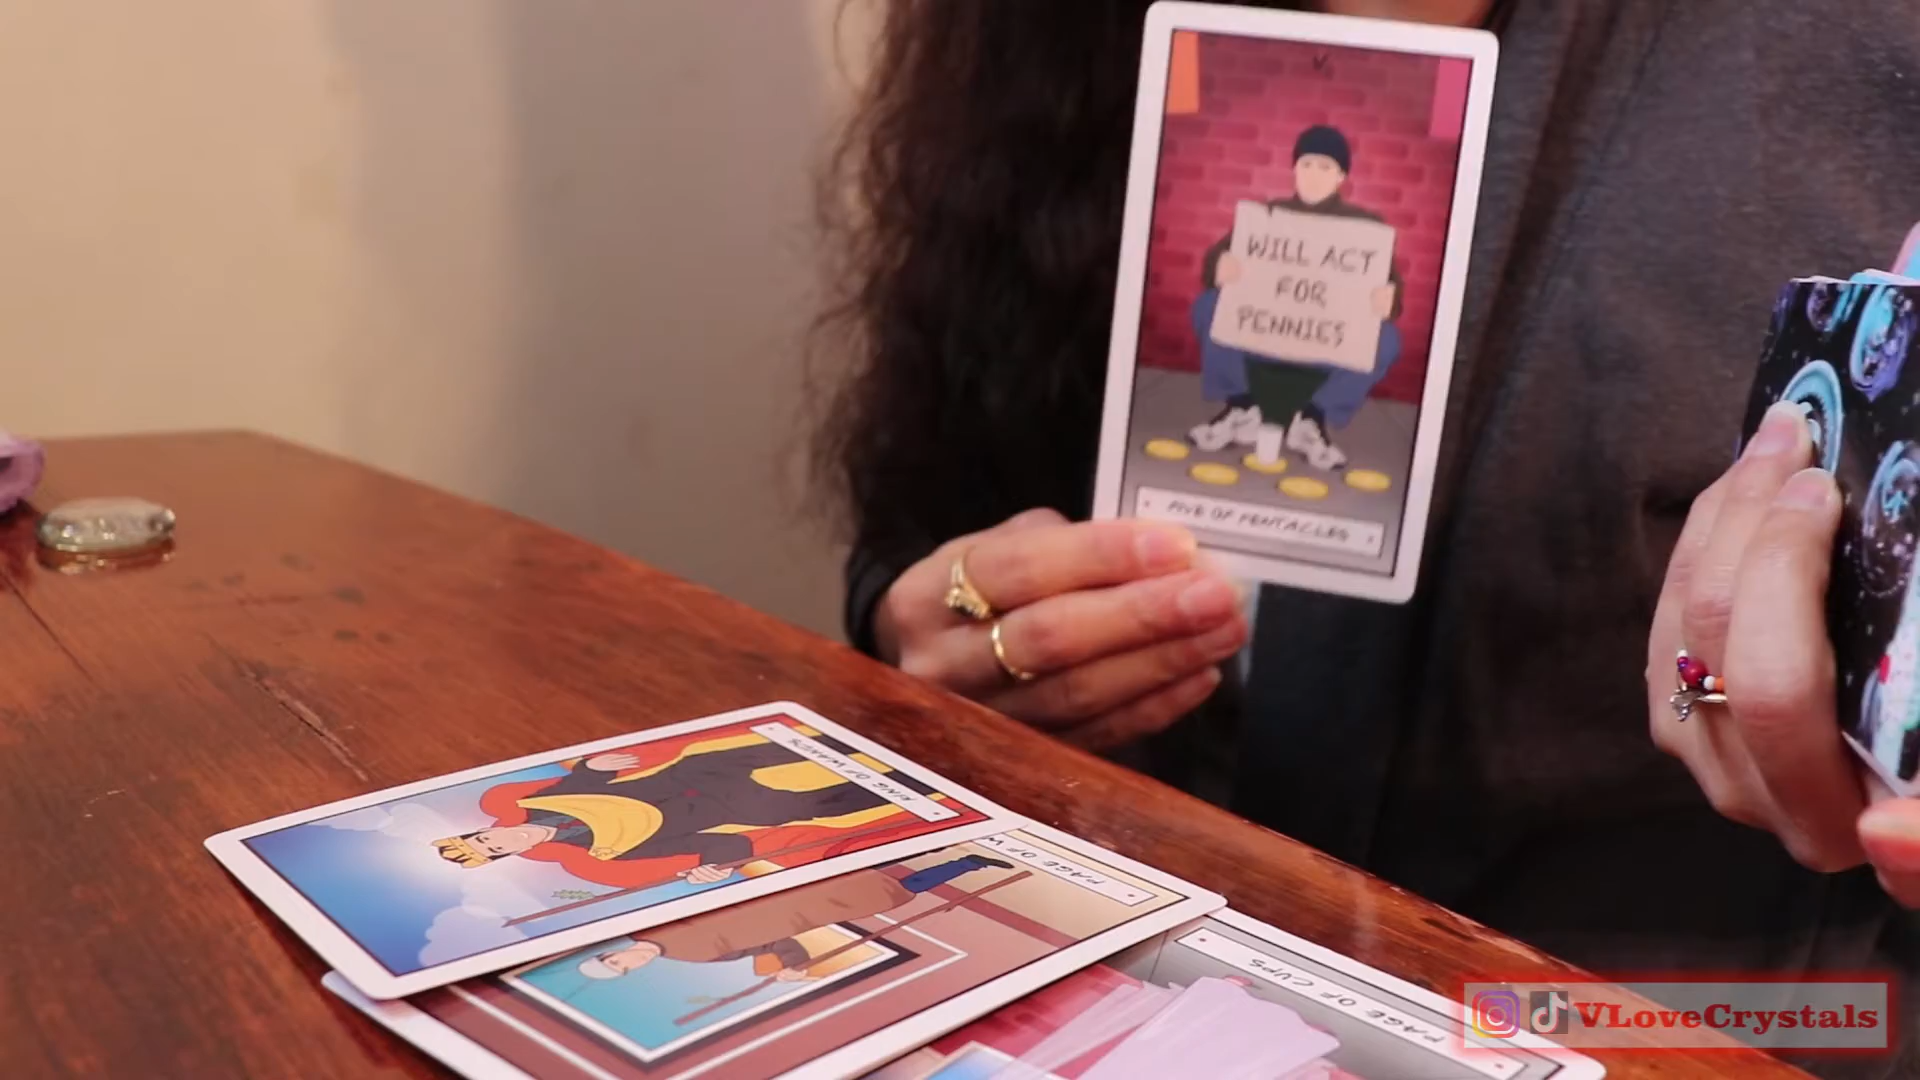 V
WILL ACT
FOR
PENNIES
FIVE OF PENTACLES
KING OF WANDS
PAGE OF W
PAGE OF CUPS
VLoveCrystals